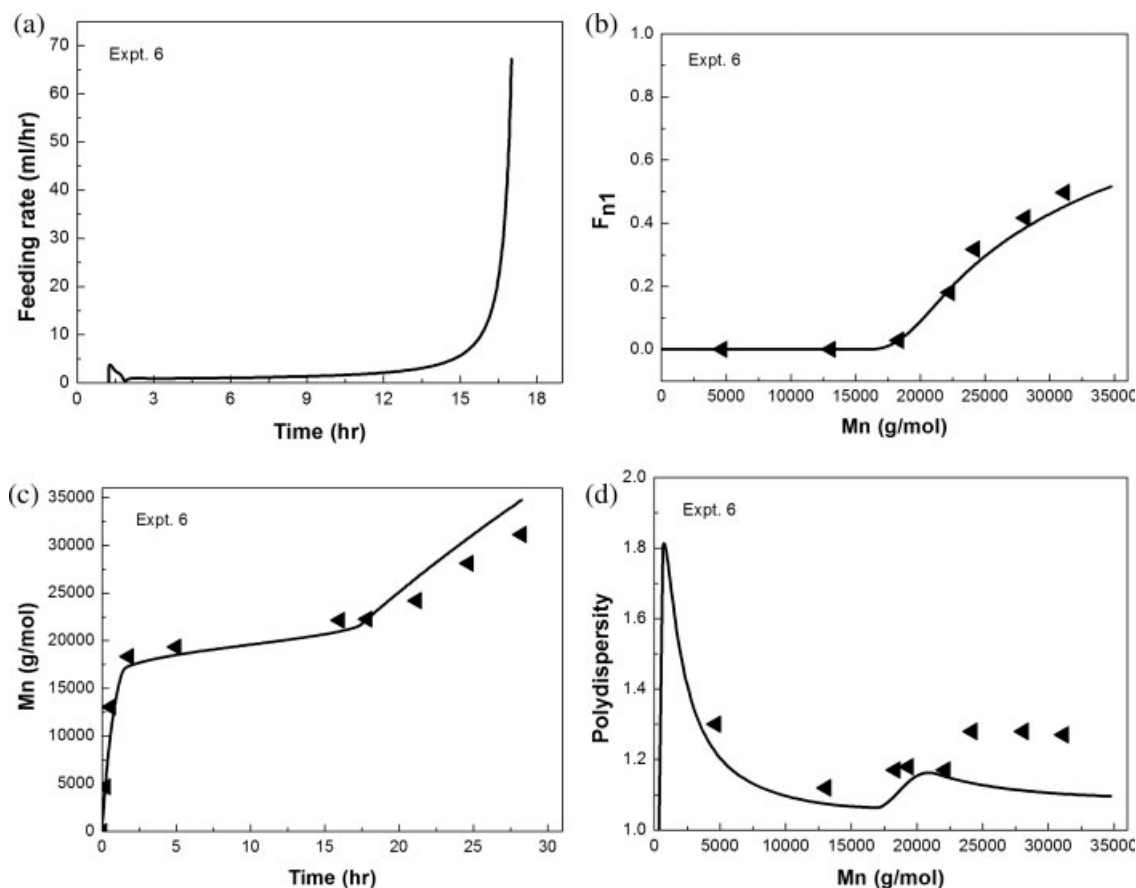 (a)
Expt. 6
Feeding rate (ml/hr)
70
60
50
40
30
20
10
0
0 3 6 9 12 15 18
Time (hr)
(b)
Expt. 6
Fn1
1.0
0.8
0.6
0.4
0.2
0.0
0 5000 10000 15000 20000 25000 30000 35000
Mn (g/mol)
(c)
Expt. 6
Mn (g/mol)
35000
30000
25000
20000
15000
10000
5000
0
0 5 10 15 20 25 30
Time (hr)
(d)
Expt. 6
Polydispersity
2.0
1.8
1.6
1.4
1.2
1.0
0 5000 10000 15000 20000 25000 30000 35000
Mn (g/mol)